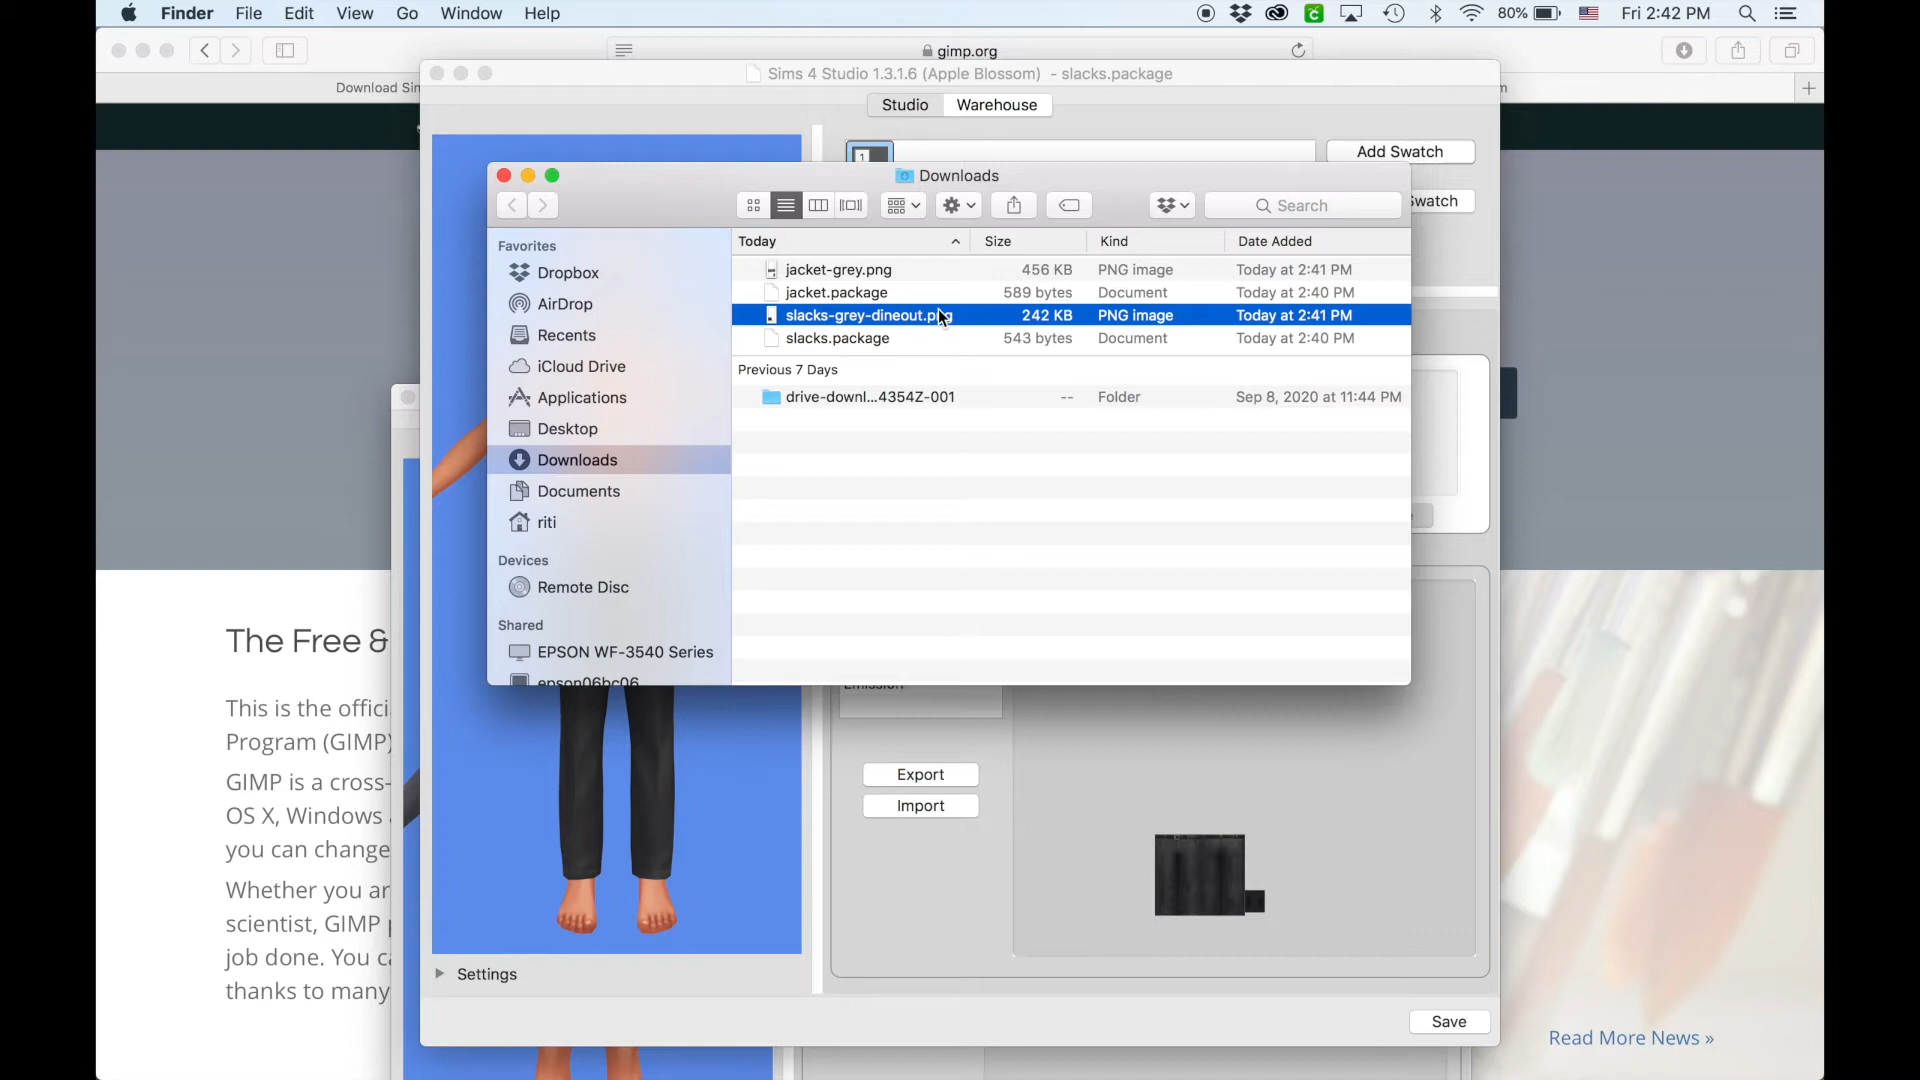 Finder File Edit View Go Window Help 80% Fri 2:42 PM
gimp.org
Download Sin
Sims 4 Studio 1.3.1.6 (Apple Blossom) - slacks.package
Studio Warehouse
1
Add Swatch
Swatch
Downloads
Search
Today Size Kind Date Added
jacket-grey.png 456 KB PNG image Today at 2:41 PM
jacket.package 589 bytes Document Today at 2:40 PM
slacks-grey-dineout.png 242 KB PNG image Today at 2:41 PM
slacks.package 543 bytes Document Today at 2:40 PM
Previous 7 Days
drive-downl...4354Z-001 -- Folder Sep 8, 2020 at 11:44 PM
Favorites
Dropbox
AirDrop
Recents
iCloud Drive
Applications
Desktop
Downloads
Documents
riti
Devices
Remote Disc
Shared
EPSON WF-3540 Series
epson06bc06
Emission
Export
Import
Settings
Save
The Free &
This is the offici
Program (GIMP)
GIMP is a cross-
OS X, Windows
you can change
Whether you ar
scientist, GIMP p
job done. You ca
thanks to many
Read More News »